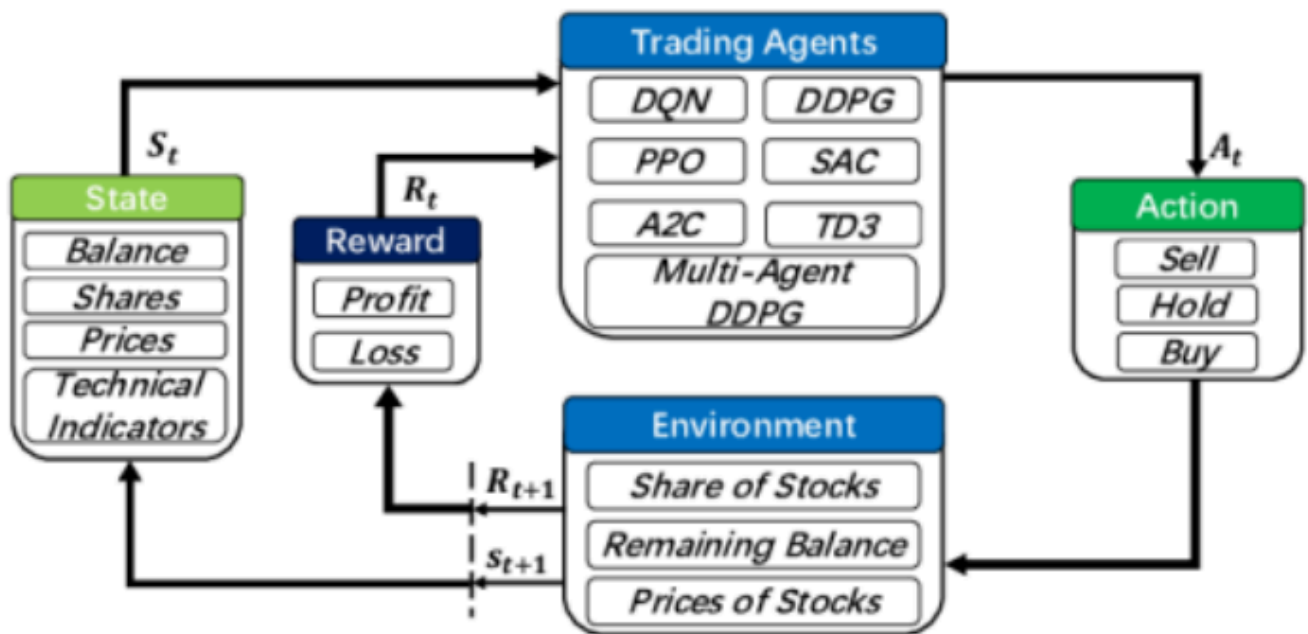 Trading Agents
DQN
DDPG
PPO
SAC
A2C
TD3
Multi-Agent
DDPG
S_t
State
Balance
Shares
Prices
Technical
Indicators
R_t
Reward
Profit
Loss
A_t
Action
Sell
Hold
Buy
Environment
Share of Stocks
Remaining Balance
Prices of Stocks
R_{t+1}
s_{t+1}